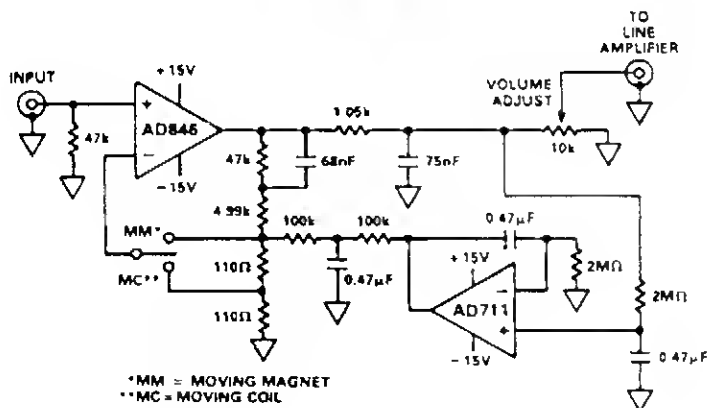 TO
LINE
AMPLIFIER
INPUT
+15V
VOLUME
ADJUST
1.05k
+
AD846
47k
−
−15V
47k
68nF
75nF
10k
4.99k
MM*
100k
100k
0.47µF
MC**
110Ω
0.47µF
+15V
−
2MΩ
2MΩ
AD711
110Ω
+
−15V
0.47µF
*MM = MOVING MAGNET
**MC = MOVING COIL